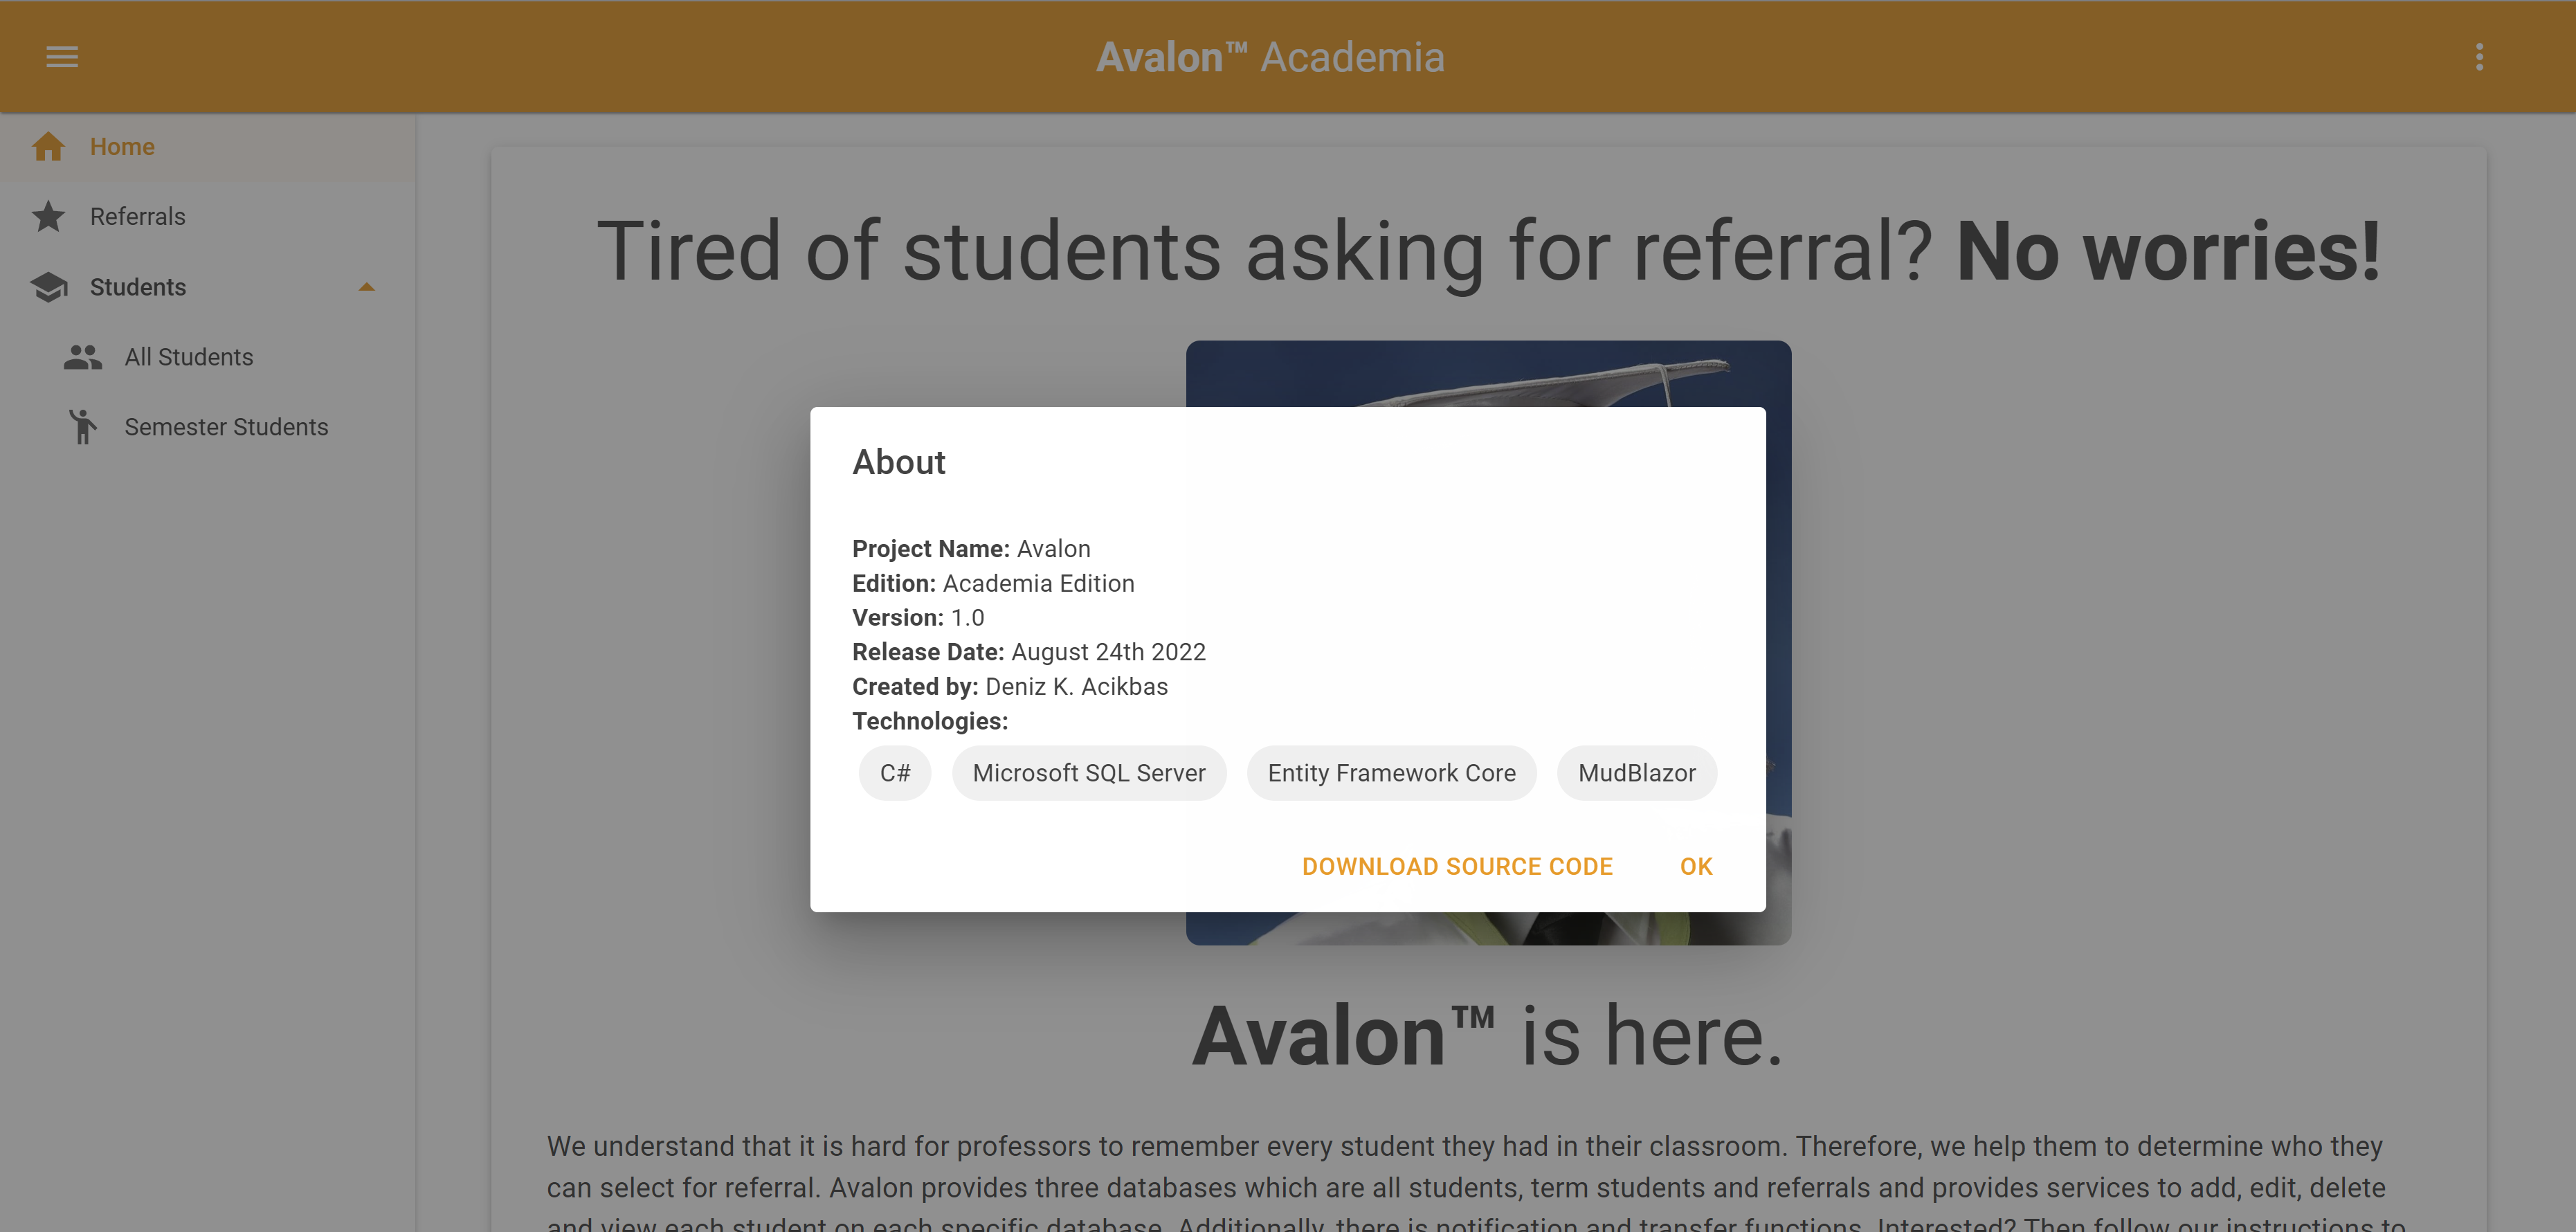 Avalon™ Academia
Home
Referrals
Students
All Students
Semester Students
Tired of students asking for referral? No worries!
About
Project Name: Avalon
Edition: Academia Edition
Version: 1.0
Release Date: August 24th 2022
Created by: Deniz K. Acikbas
Technologies:
C# Microsoft SQL Server Entity Framework Core MudBlazor
DOWNLOAD SOURCE CODE OK
Avalon™ is here.
We understand that it is hard for professors to remember every student they had in their classroom. Therefore, we help them to determine who they
can select for referral. Avalon provides three databases which are all students, term students and referrals and provides services to add, edit, delete
and view each student on each specific database. Additionally, there is notification and transfer functions. Interested? Then follow our instructions to